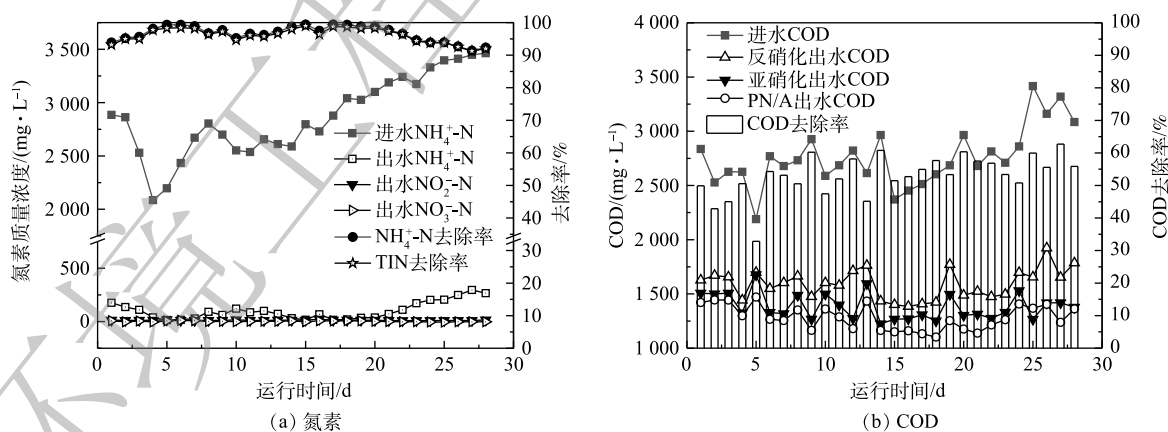 3 500
3 000
2 500
2 000
500
0
氮素质量浓度/(mg·L⁻¹)
进水NH₄⁺-N
出水NH₄⁺-N
出水NO₂⁻-N
出水NO₃⁻-N
NH₄⁺-N去除率
TIN去除率
100
90
80
70
60
50
40
30
20
10
0
去除率/%
0 5 10 15 20 25 30
运行时间/d
(a) 氮素
4 000
3 500
3 000
2 500
2 000
1 500
1 000
COD/(mg·L⁻¹)
进水COD
反硝化出水COD
亚硝化出水COD
PN/A出水COD
COD去除率
100
90
80
70
60
50
40
30
20
10
0
COD去除率/%
0 5 10 15 20 25 30
运行时间/d
(b) COD
环境工程